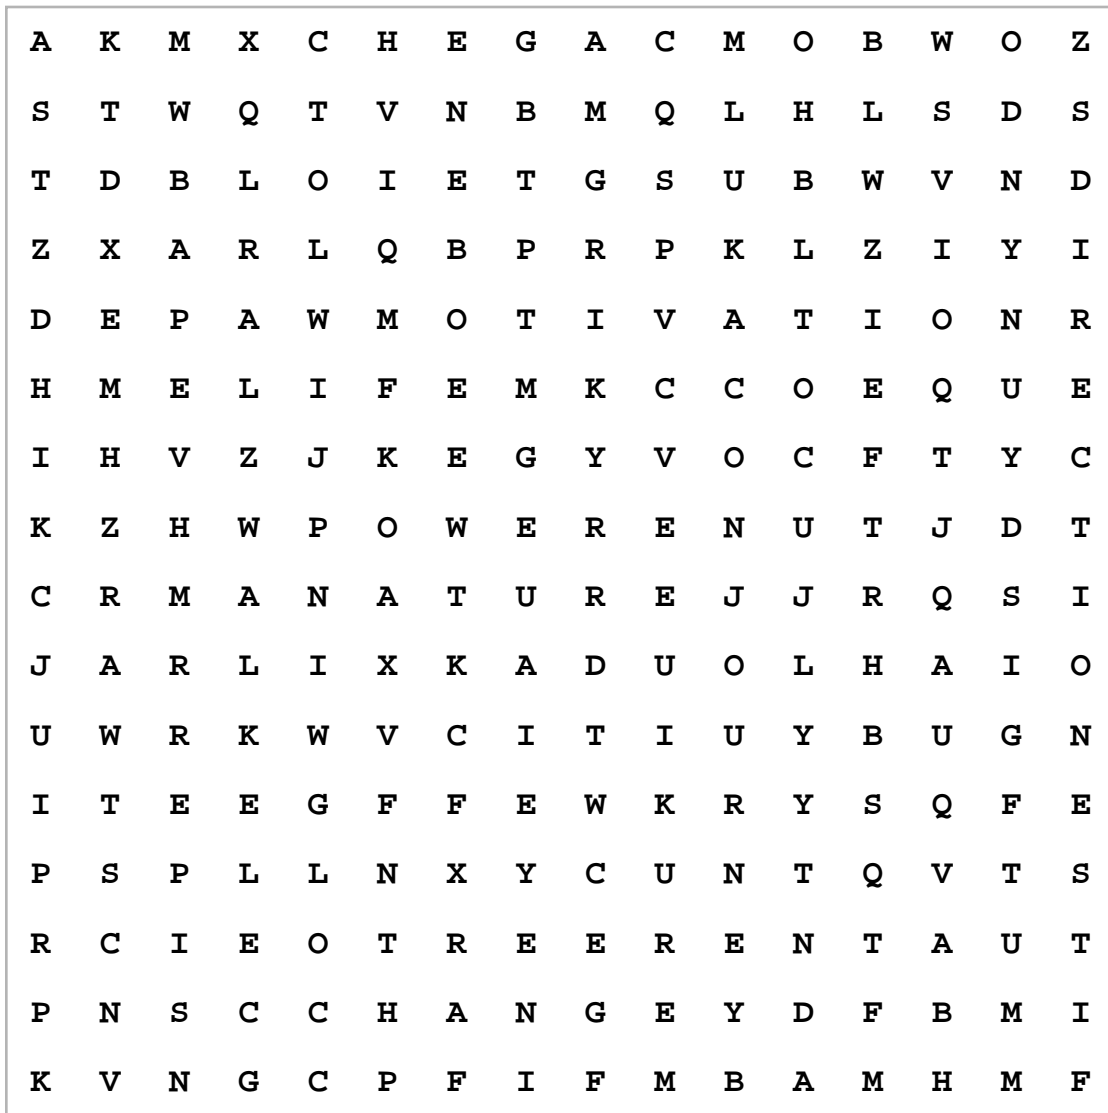 A K M X C H E G A C M O B W O Z
S T W Q T V N B M Q L H L S D S
T D B L O I E T G S U B W V N D
Z X A R L Q B P R P K L Z I Y I
D E P A W M O T I V A T I O N R
H M E L I F E M K C C O E Q U E
I H V Z J K E G Y V O C F T Y C
K Z H W P O W E R E N U T J D T
C R M A N A T U R E J J R Q S I
J A R L I X K A D U O L H A I O
U W R K W V C I T I U Y B U G N
I T E E G F F E W K R Y S Q F E
P S P L L N X Y C U N T Q V T S
R C I E O T R E E R E N T A U T
P N S C C H A N G E Y D F B M I
K V N G C P F I F M B A M H M F